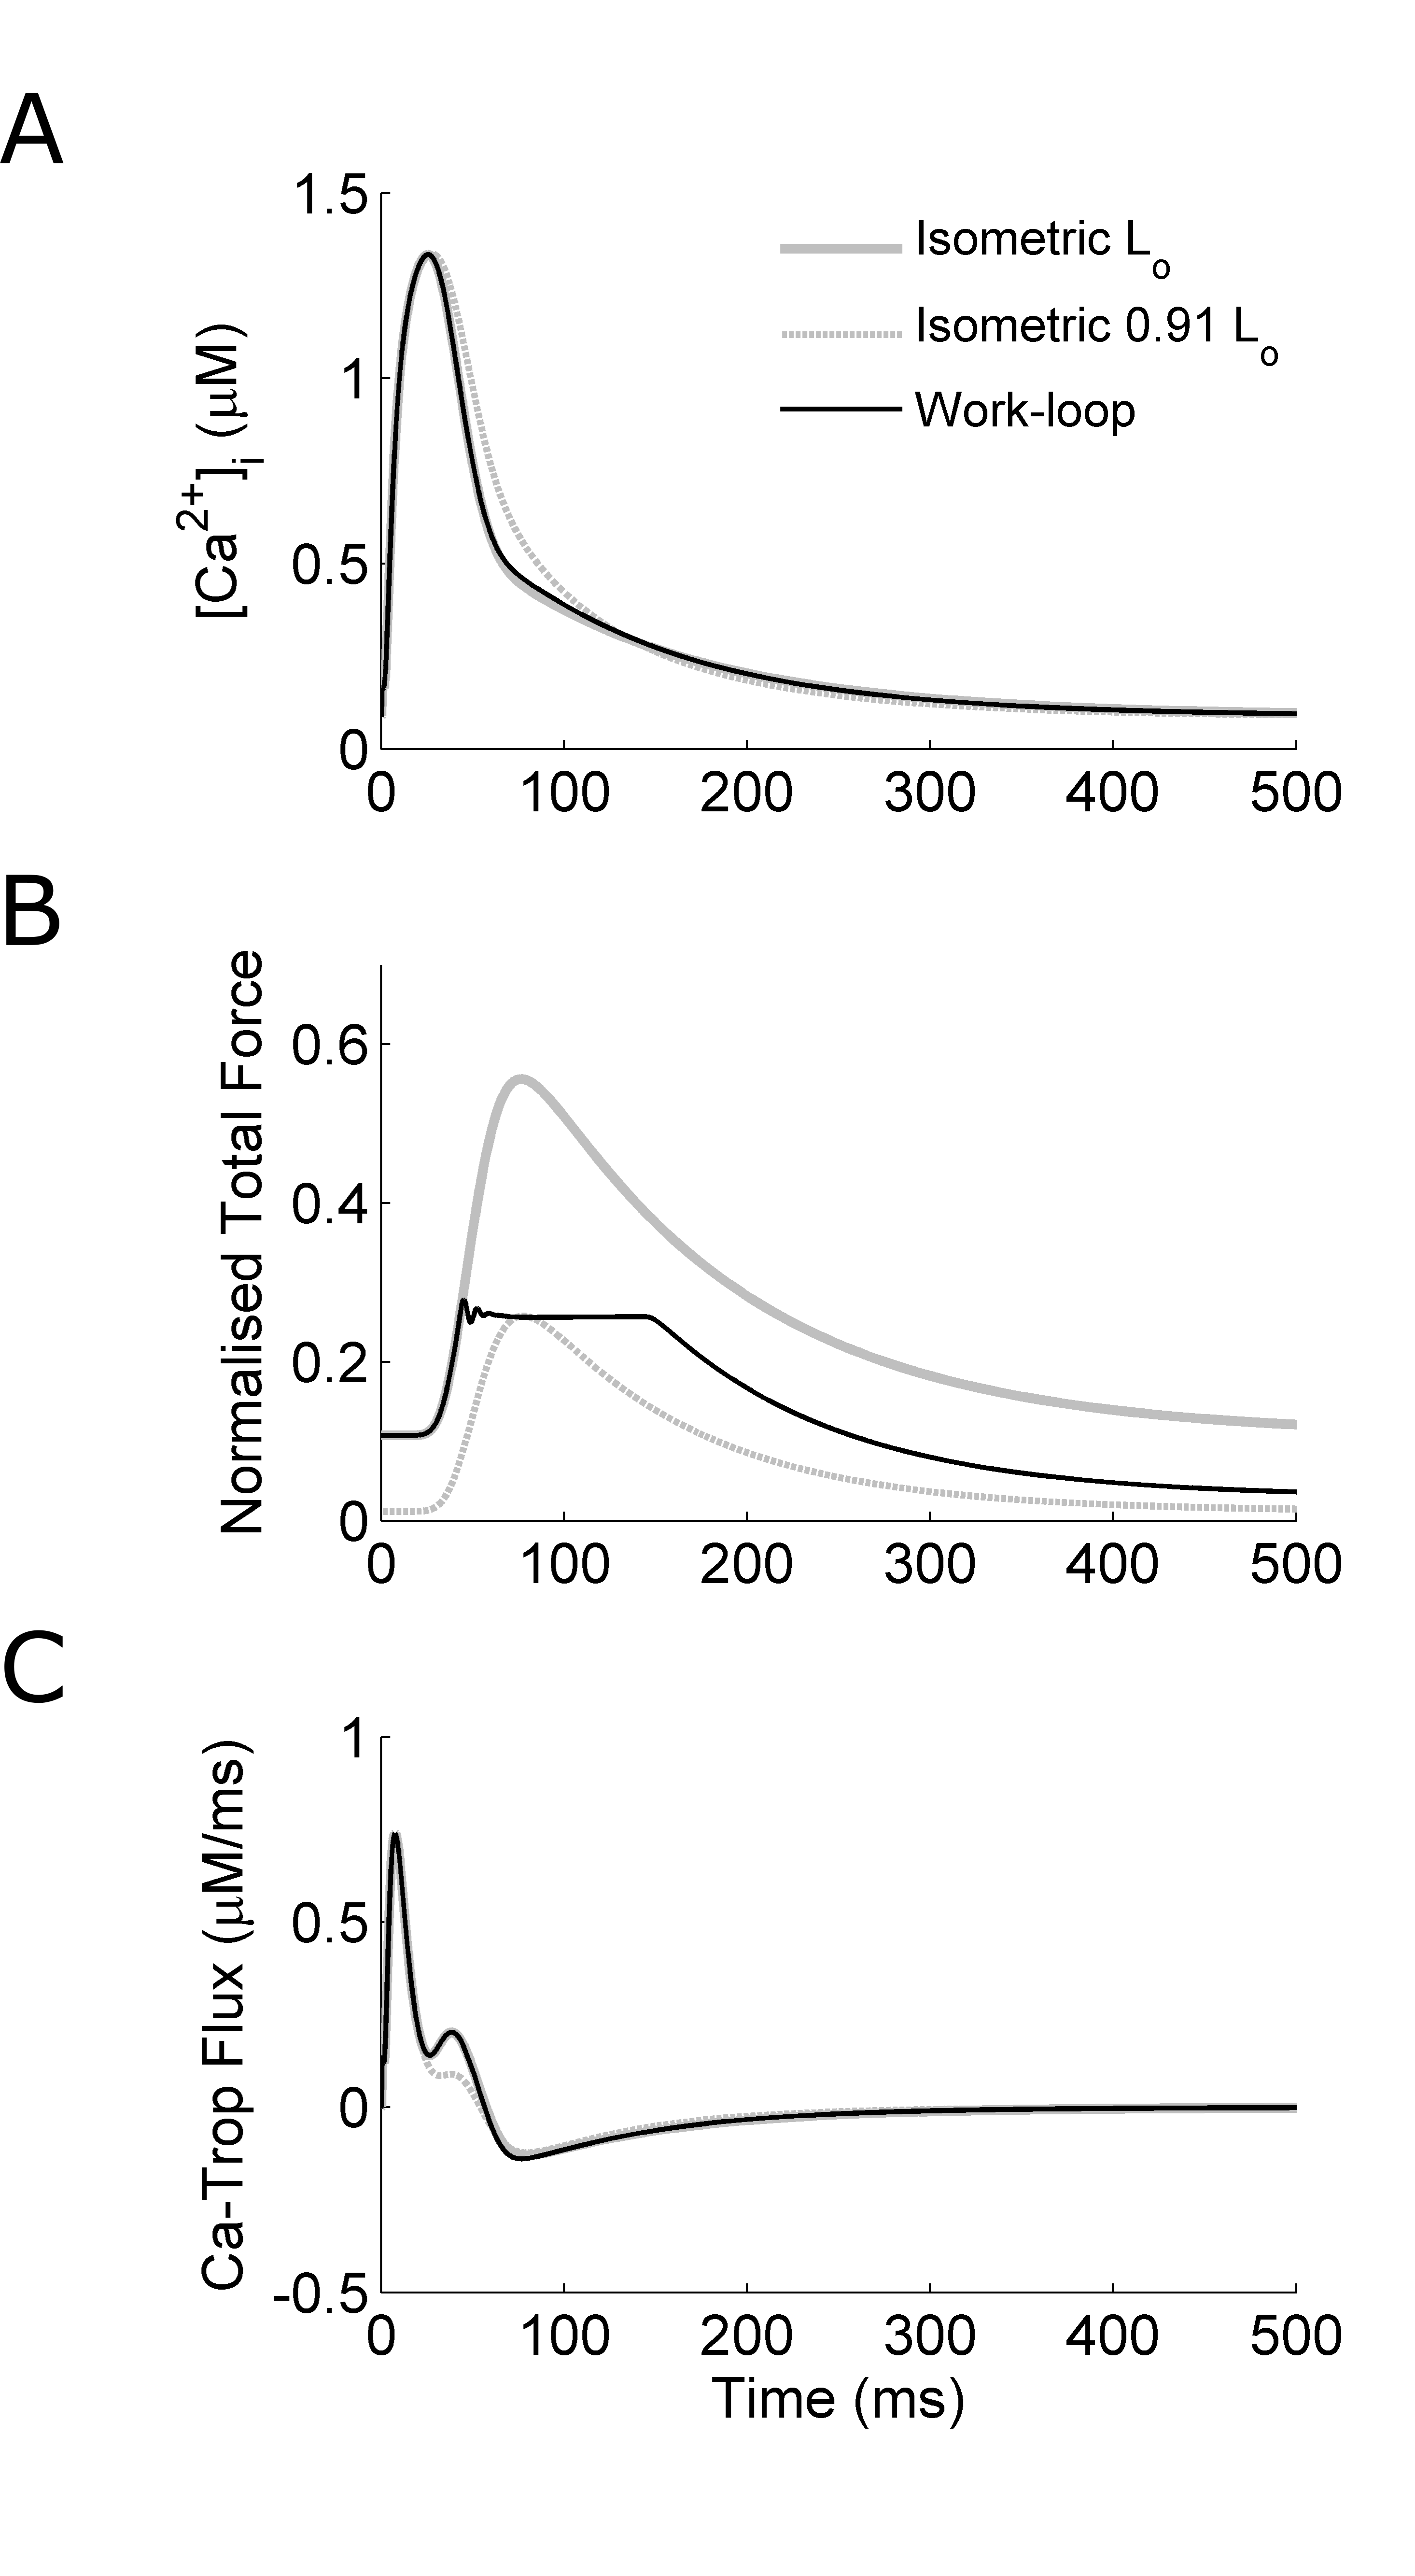 A
1.5
1
0.5
0
[Ca2+]i (μM)
Isometric Lo
Isometric 0.91 Lo
Work-loop
0 100 200 300 400 500
B
0.6
0.4
0.2
0
Normalised Total Force
0 100 200 300 400 500
C
1
0.5
0
-0.5
Ca-Trop Flux (μM/ms)
0 100 200 300 400 500
Time (ms)